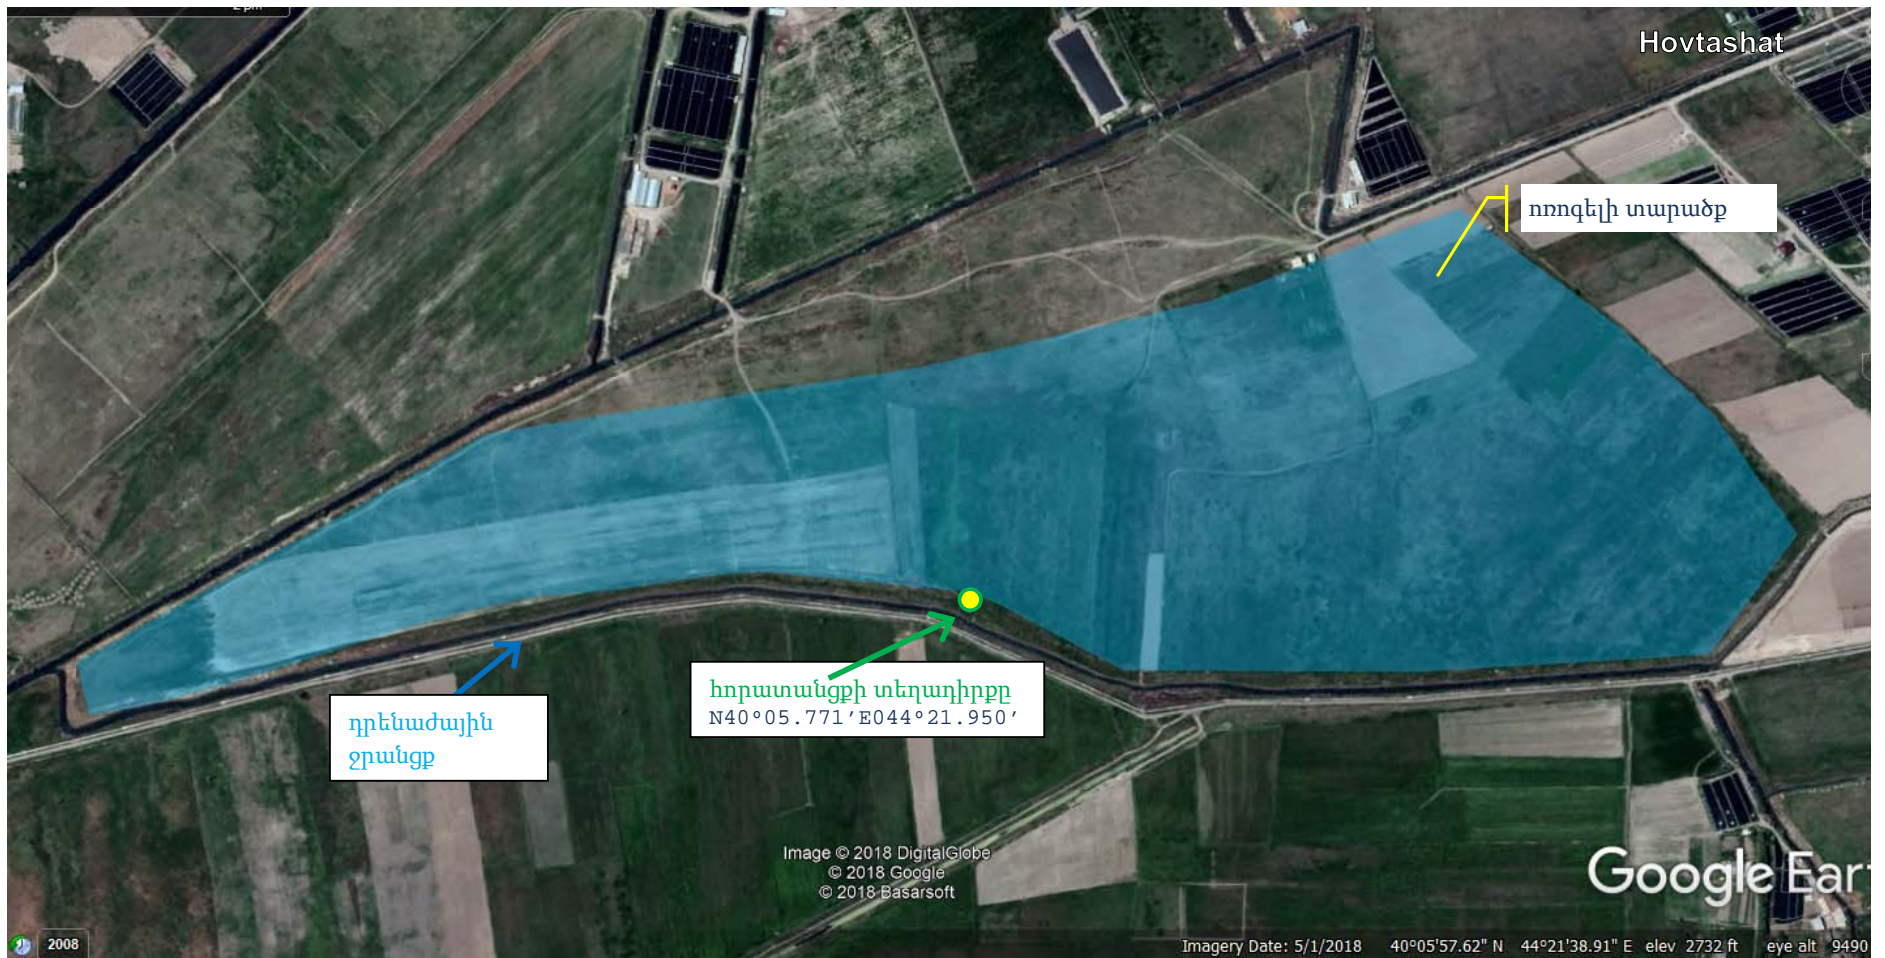 Hovtashat
ոռոգելի տարածք
հորատանցքի տեղադիրքը
N40°05.771′E044°21.950′
դրենաժային
ջրանցք
Image © 2018 DigitalGlobe
© 2018 Google
© 2018 Basarsoft
Google Ear
2008
Imagery Date: 5/1/2018 40°05'57.62" N 44°21'38.91" E elev 2732 ft eye alt 9490